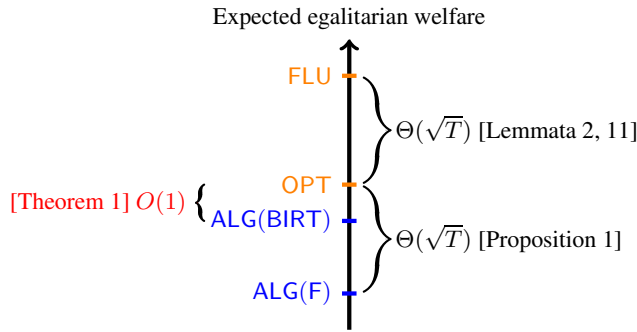 Expected egalitarian welfare
FLU
Θ(√T) [Lemmata 2, 11]
OPT
[Theorem 1] O(1)
ALG(BIRT)
Θ(√T) [Proposition 1]
ALG(F)